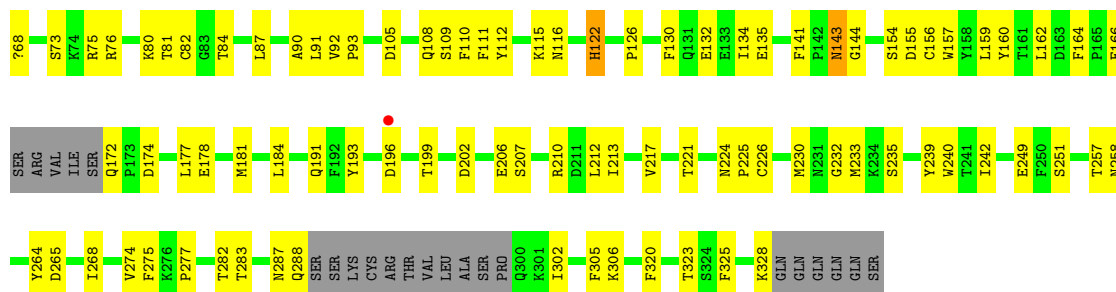 ?68 S73 K74 R75 R76 K80 T81 C82 G83 T84 L87 A90 L91 V92 P93 D105 Q108 S109 F110 F111 Y112 K115 N116 H122 P126 F130 Q131 E132 E133 I134 E135 F141 P142 N143 G144 S154 D155 C156 W157 Y158 L159 Y160 T161 L162 D163 F164 P165
SER ARG VAL ILE SER Q172 P173 D174 L177 E178 M181 L184 Q191 F192 Y193 D196 T199 D202 E206 S207 R210 D211 L212 I213 V217 T221 N224 P225 C226 M230 N231 G232 M233 K234 S235 Y239 W240 T241 I242 E249 F250 S251 T257
Y264 D265 I268 V274 F275 K276 P277 T282 T283 N287 Q288 SER SER LYS CYS ARG THR VAL LEU ALA SER PRO Q300 K301 I302 F305 K306 F320 T323 S324 F325 K328 GLN GLN GLN GLN GLN SER